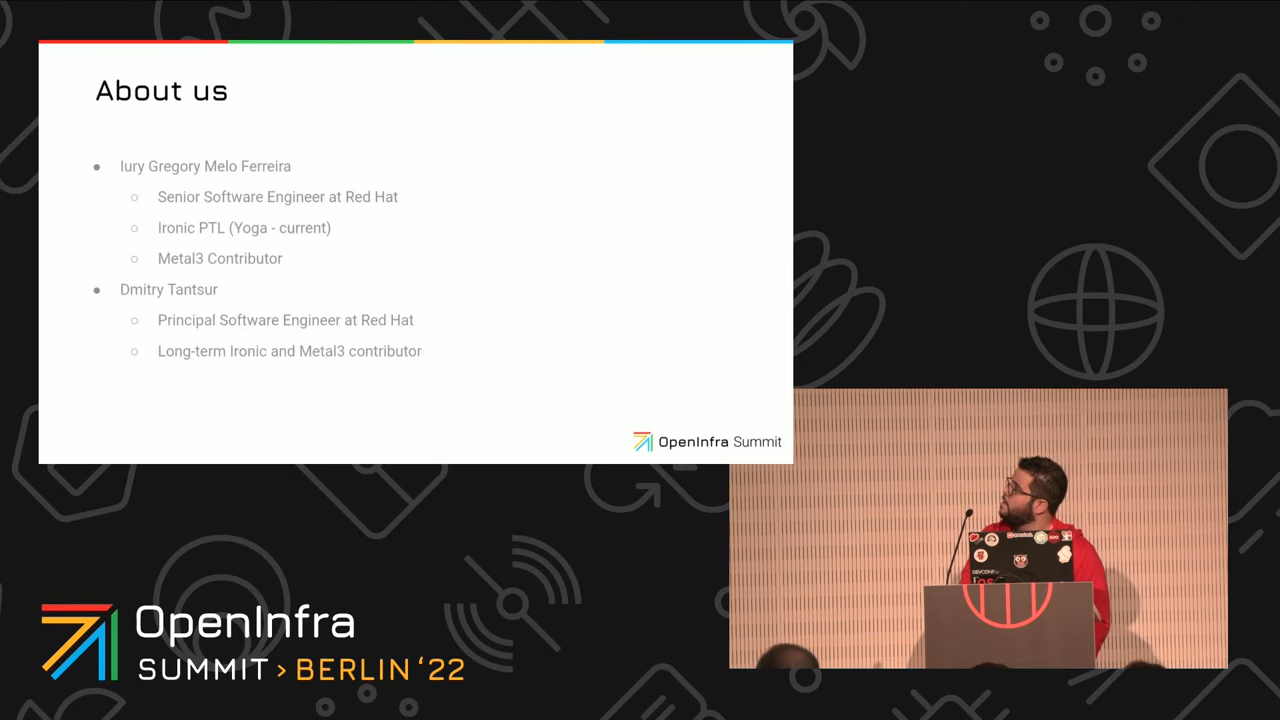 About us
● Iury Gregory Melo Ferreira
○ Senior Software Engineer at Red Hat
○ Ironic PTL (Yoga - current)
○ Metal3 Contributor
● Dmitry Tantsur
○ Principal Software Engineer at Red Hat
○ Long-term Ironic and Metal3 contributor
OpenInfra Summit
OpenInfra
SUMMIT > BERLIN ‘22